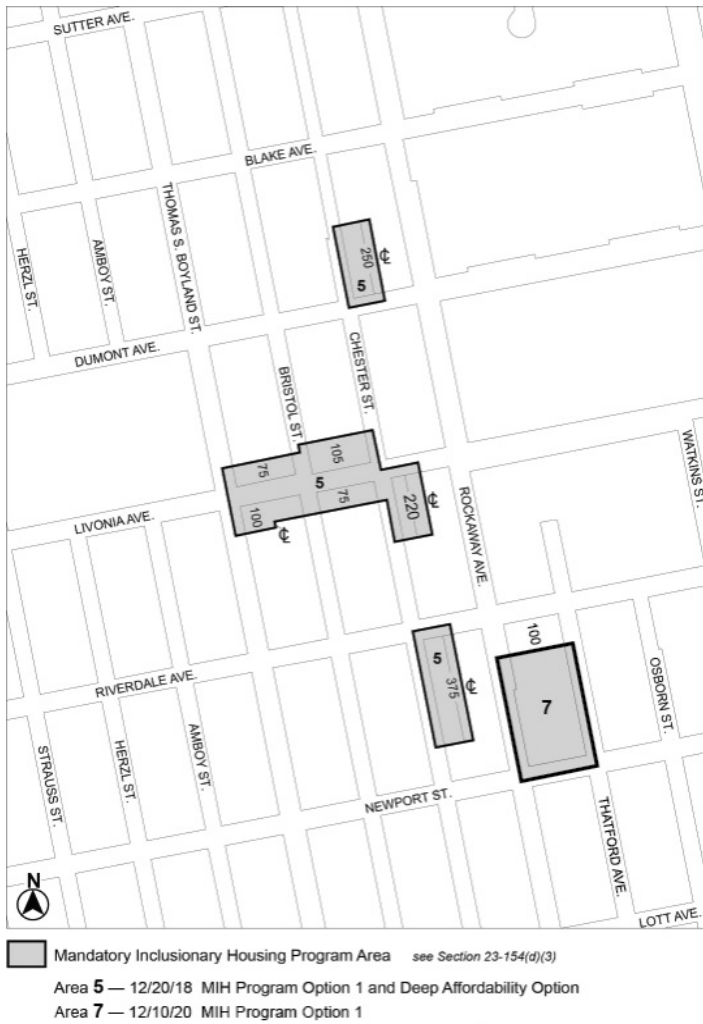 SUTTER AVE.
BLAKE AVE.
THOMAS S. BOYLAND ST.
HERZL ST.
AMBOY ST.
250
℄
5
DUMONT AVE.
CHESTER ST.
BRISTOL ST.
WATKINS ST.
105
75
5
75
ROCKAWAY AVE.
220
℄
100
℄
LIVONIA AVE.
100
5
375
℄
OSBORN ST.
RIVERDALE AVE.
7
AMBOY ST.
HERZL ST.
STRAUSS ST.
NEWPORT ST.
THATFORD AVE.
N
LOTT AVE.
Mandatory Inclusionary Housing Program Area see Section 23-154(d)(3)
Area 5 — 12/20/18 MIH Program Option 1 and Deep Affordability Option
Area 7 — 12/10/20 MIH Program Option 1